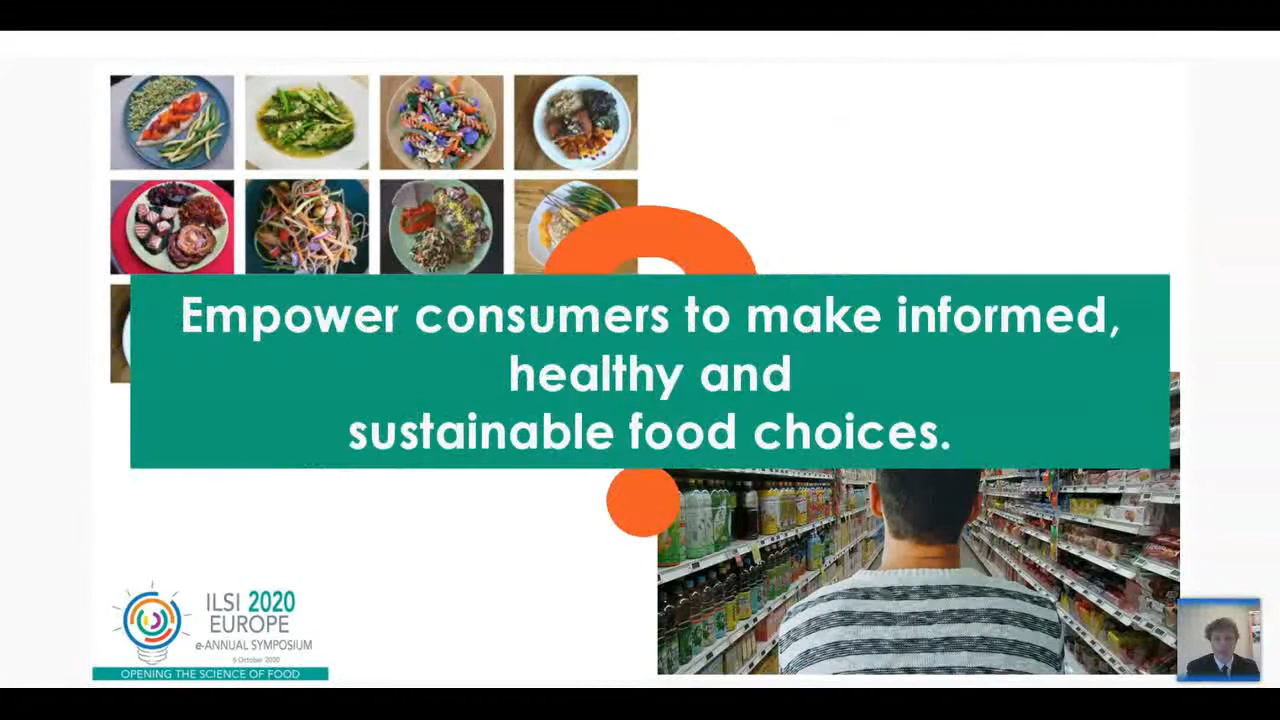 Empower consumers to make informed,
healthy and
sustainable food choices.
ILSI 2020
EUROPE
e-ANNUAL SYMPOSIUM
6 October 2020
OPENING THE SCIENCE OF FOOD